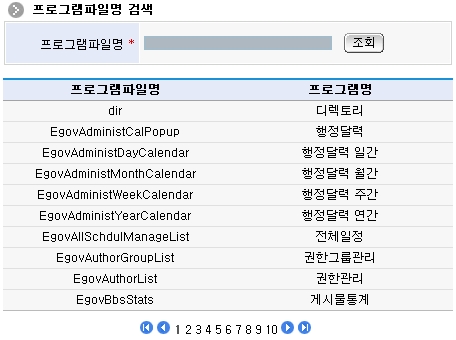 프로그램파일명 검색
프로그램파일명 * 조회
프로그램파일명 프로그램명
dir 디렉토리
EgovAdministCalPopup 행정달력
EgovAdministDayCalendar 행정달력 일간
EgovAdministMonthCalendar 행정달력 월간
EgovAdministWeekCalendar 행정달력 주간
EgovAdministYearCalendar 행정달력 연간
EgovAllSchdulManageList 전체일정
EgovAuthorGroupList 권한그룹관리
EgovAuthorList 권한관리
EgovBbsStats 게시물통계
1 2 3 4 5 6 7 8 9 10